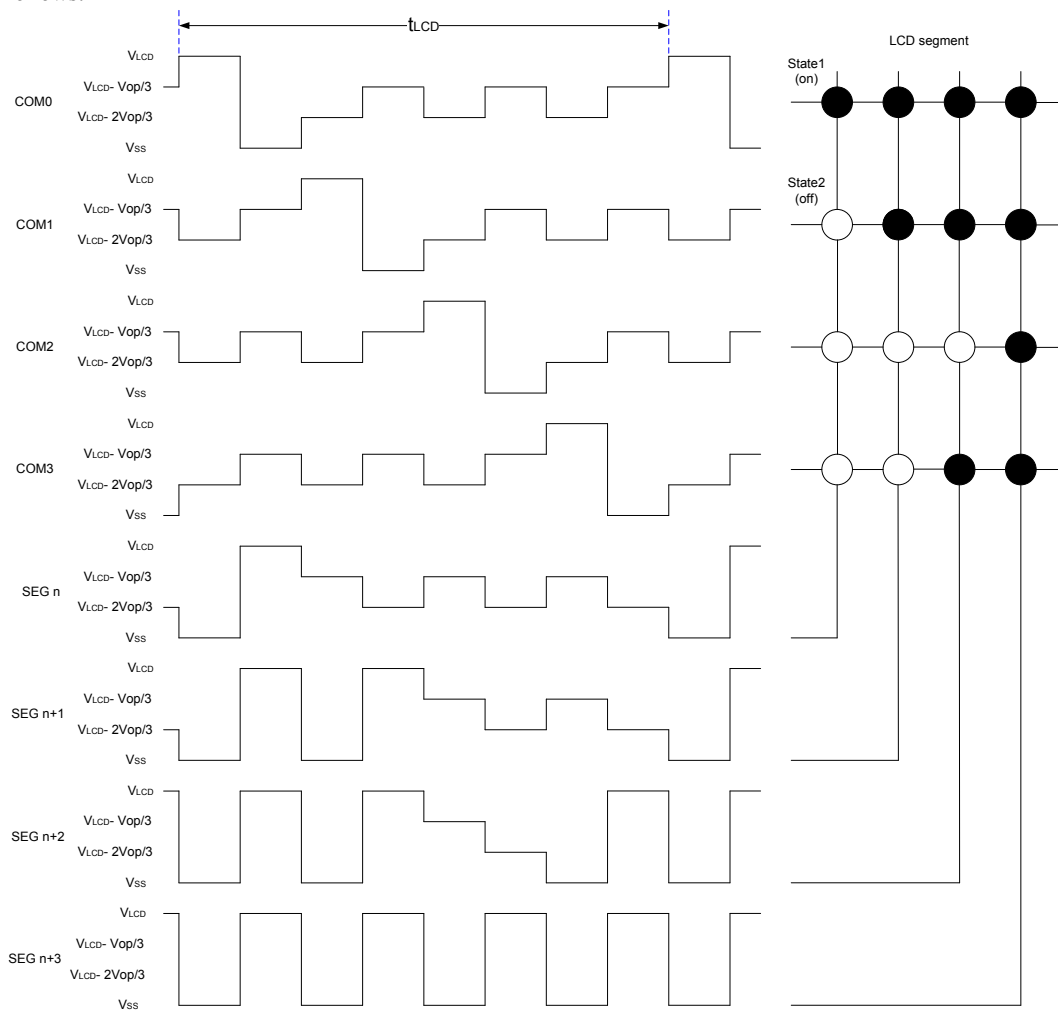 tLCD
LCD segment
VLCD
State1
(on)
VLCD- Vop/3
COM0
VLCD- 2Vop/3
VSS
VLCD
State2
(off)
VLCD- Vop/3
COM1
VLCD- 2Vop/3
VSS
VLCD
VLCD- Vop/3
COM2
VLCD- 2Vop/3
VSS
VLCD
VLCD- Vop/3
COM3
VLCD- 2Vop/3
VSS
VLCD
VLCD- Vop/3
SEG n
VLCD- 2Vop/3
VSS
VLCD
VLCD- Vop/3
SEG n+1
VLCD- 2Vop/3
VSS
VLCD
VLCD- Vop/3
SEG n+2
VLCD- 2Vop/3
VSS
VLCD
VLCD- Vop/3
SEG n+3
VLCD- 2Vop/3
VSS